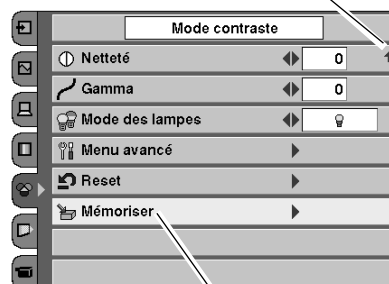 Mode contraste
Netteté 0
Gamma 0
Mode des lampes
Menu avancé
Reset
Mémoriser